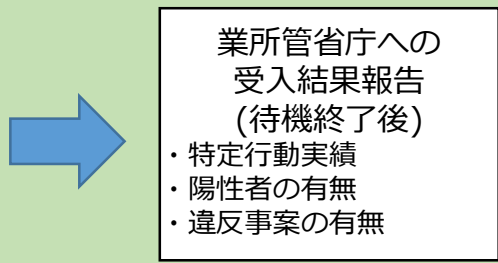 業所管省庁への
受入結果報告
(待機終了後)
・特定行動実績
・陽性者の有無
・違反事案の有無